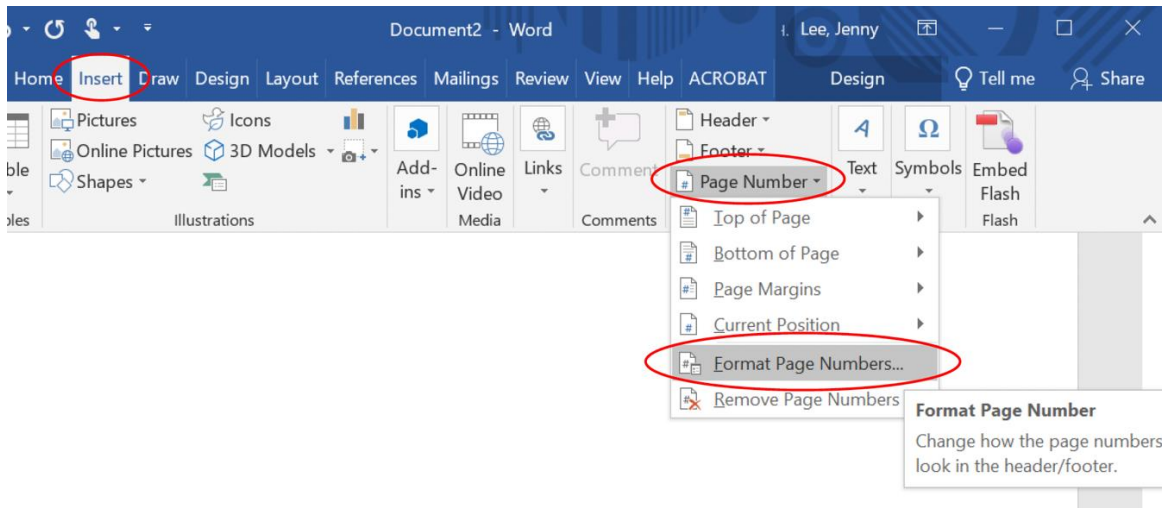 Document2 - Word
Lee, Jenny
Home Insert Draw Design Layout References Mailings Review View Help ACROBAT Design Tell me Share
Pictures
Online Pictures
Shapes
Icons
3D Models
Illustrations
Add-
ins
Online
Video
Media
Links
Comment
Comments
Header
Footer
Page Number
Text
Symbols
Embed
Flash
Flash
Top of Page
Bottom of Page
Page Margins
Current Position
Format Page Numbers...
Remove Page Numbers
Format Page Number
Change how the page numbers
look in the header/footer.